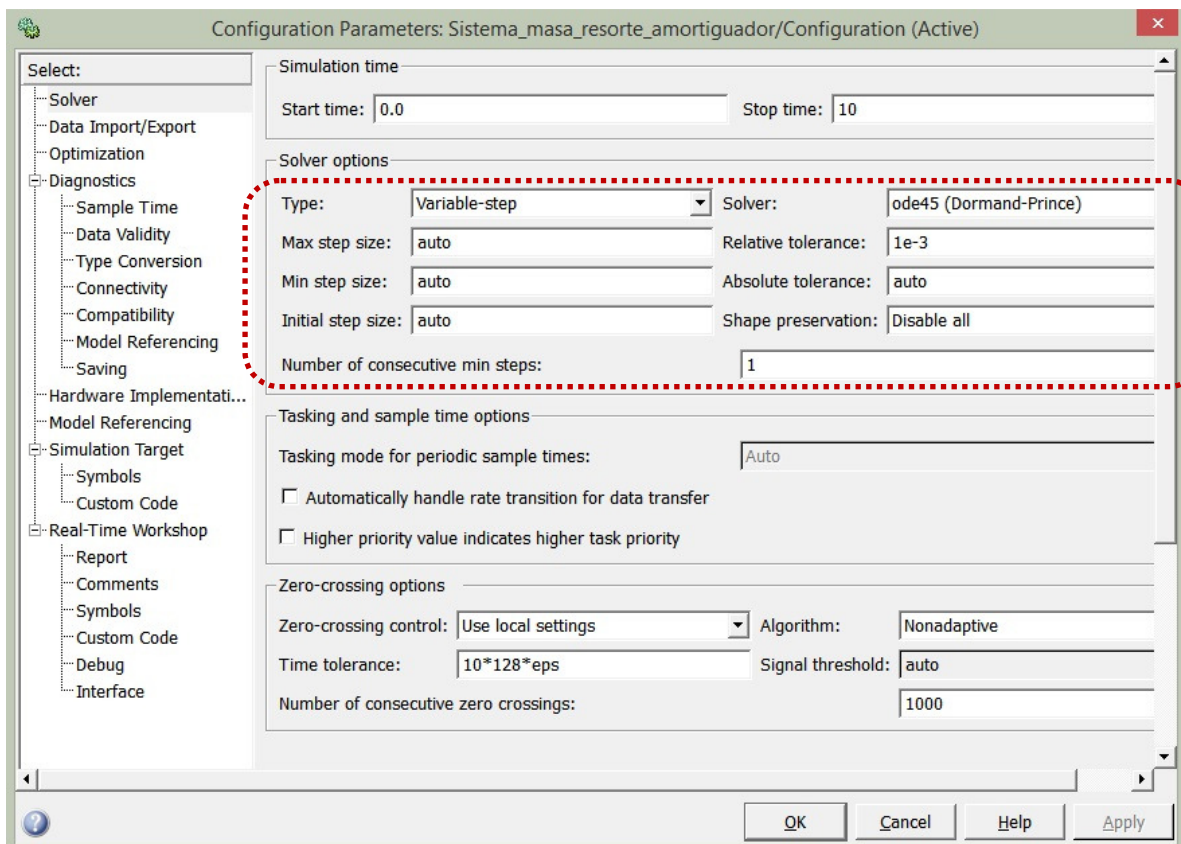 Configuration Parameters: Sistema_masa_resorte_amortiguador/Configuration (Active)
Select:
Solver
Data Import/Export
Optimization
Diagnostics
Sample Time
Data Validity
Type Conversion
Connectivity
Compatibility
Model Referencing
Saving
Hardware Implementati...
Model Referencing
Simulation Target
Symbols
Custom Code
Real-Time Workshop
Report
Comments
Symbols
Custom Code
Debug
Interface
Simulation time
Start time: 0.0 Stop time: 10
Solver options
Type: Variable-step Solver: ode45 (Dormand-Prince)
Max step size: auto Relative tolerance: 1e-3
Min step size: auto Absolute tolerance: auto
Initial step size: auto Shape preservation: Disable all
Number of consecutive min steps: 1
Tasking and sample time options
Tasking mode for periodic sample times: Auto
Automatically handle rate transition for data transfer
Higher priority value indicates higher task priority
Zero-crossing options
Zero-crossing control: Use local settings Algorithm: Nonadaptive
Time tolerance: 10*128*eps Signal threshold: auto
Number of consecutive zero crossings: 1000
OK Cancel Help Apply